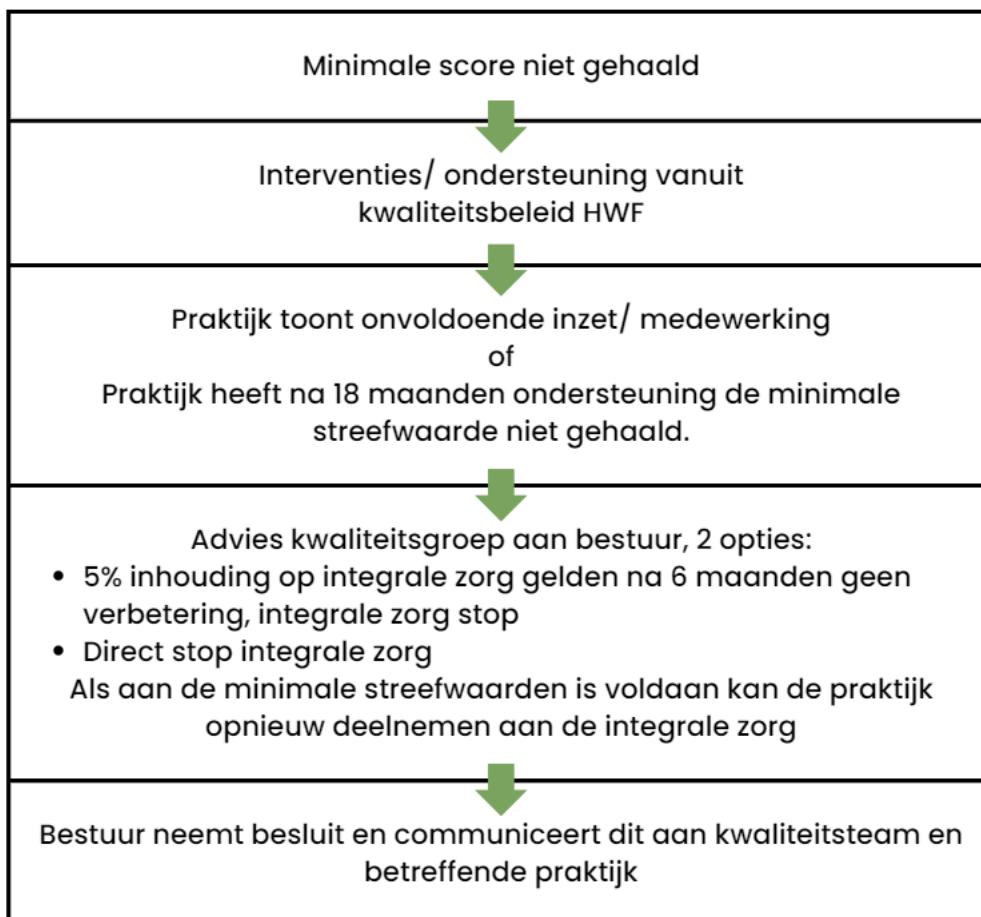 Minimale score niet gehaald
Interventies/ ondersteuning vanuit
kwaliteitsbeleid HWF
Praktijk toont onvoldoende inzet/ medewerking
of
Praktijk heeft na 18 maanden ondersteuning de minimale
streefwaarde niet gehaald.
Advies kwaliteitsgroep aan bestuur, 2 opties:
• 5% inhouding op integrale zorg gelden na 6 maanden geen
verbetering, integrale zorg stop
• Direct stop integrale zorg
Als aan de minimale streefwaarden is voldaan kan de praktijk
opnieuw deelnemen aan de integrale zorg
Bestuur neemt besluit en communiceert dit aan kwaliteitsteam en
betreffende praktijk